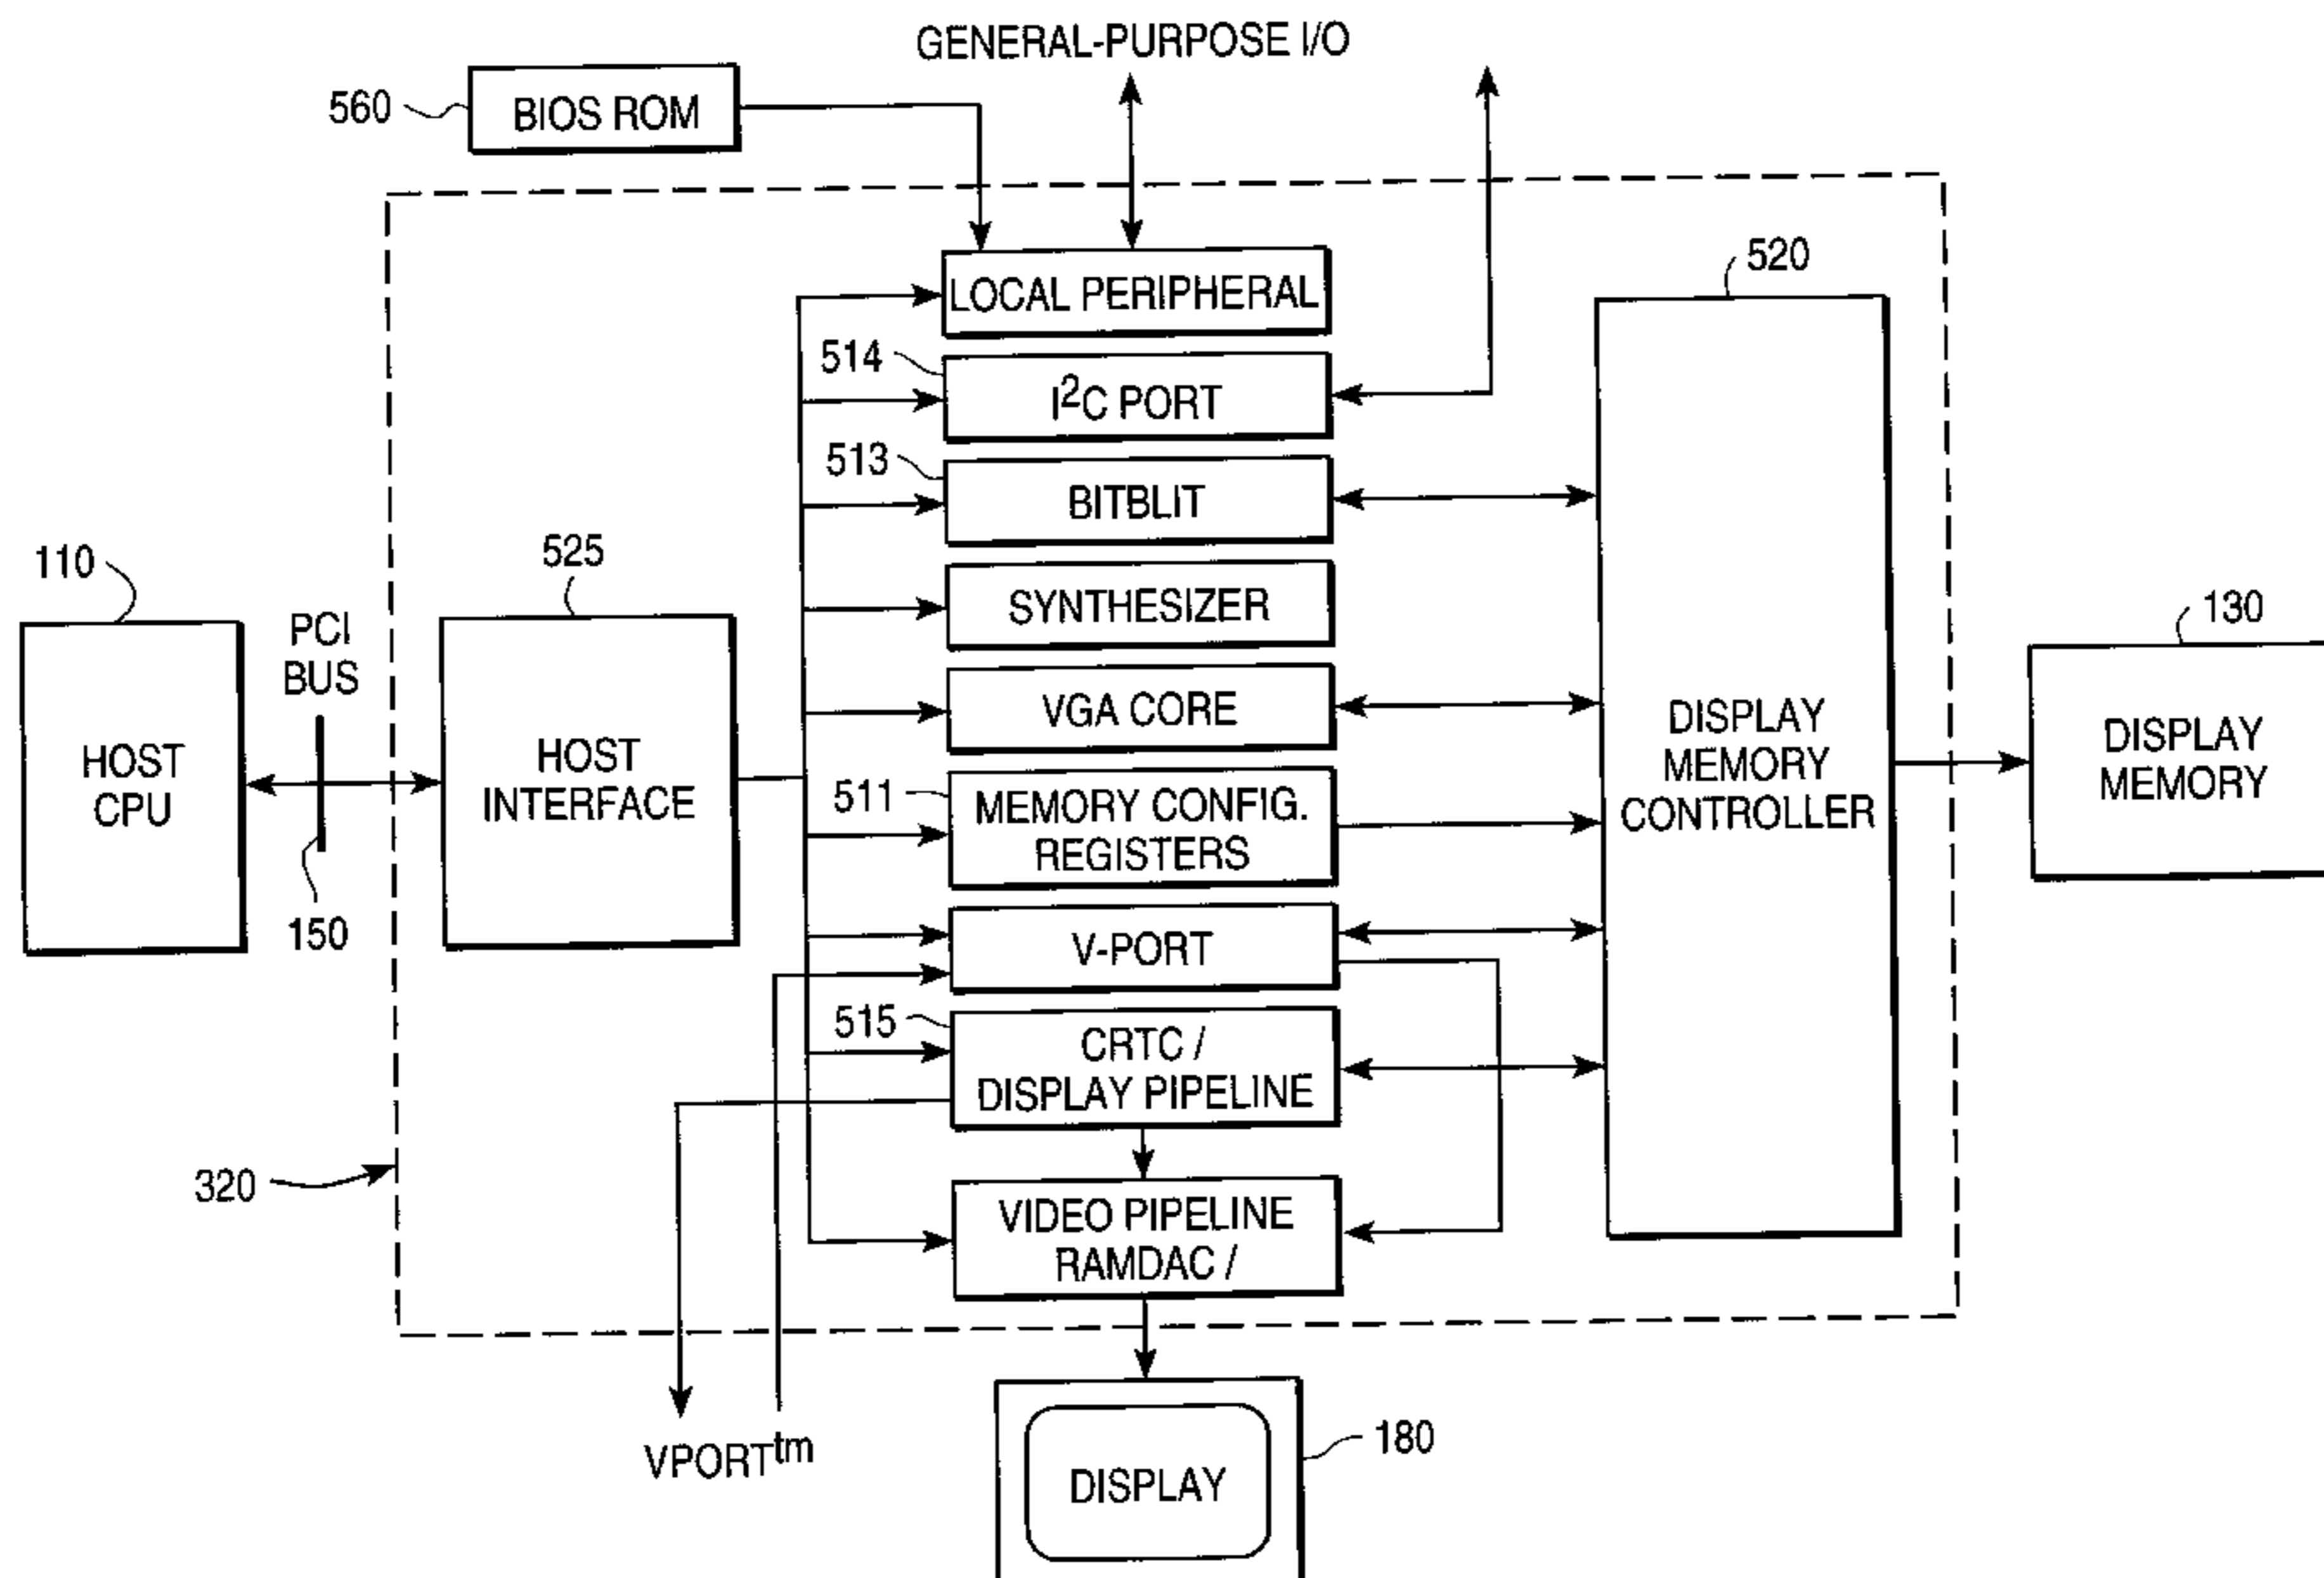 GENERAL-PURPOSE I/O
560
BIOS ROM
520
LOCAL PERIPHERAL
514
I²C PORT
513
BITBLIT
110
525
SYNTHESIZER
130
PCI
BUS
VGA CORE
HOST
CPU
HOST
INTERFACE
DISPLAY
MEMORY
CONTROLLER
DISPLAY
MEMORY
511
MEMORY CONFIG.
REGISTERS
150
V-PORT
515
CRTC /
DISPLAY PIPELINE
320
VIDEO PIPELINE
RAMDAC /
VPORTtm
180
DISPLAY